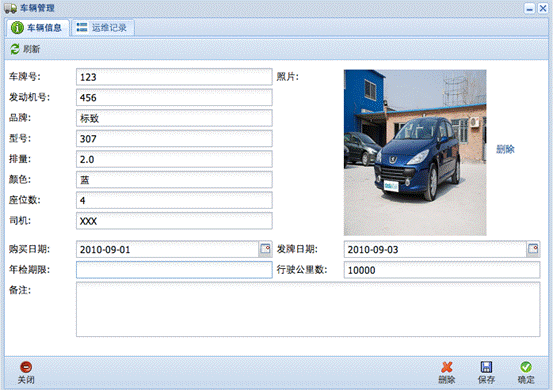 车辆管理
车辆信息 运维记录
刷新
车牌号: 123 照片:
发动机号: 456
品牌: 标致
型号: 307
删除
排量: 2.0
颜色: 蓝
座位数: 4
司机: XXX
购买日期: 2010-09-01 发牌日期: 2010-09-03
年检期限: 行驶公里数: 10000
备注:
关闭 删除 保存 确定